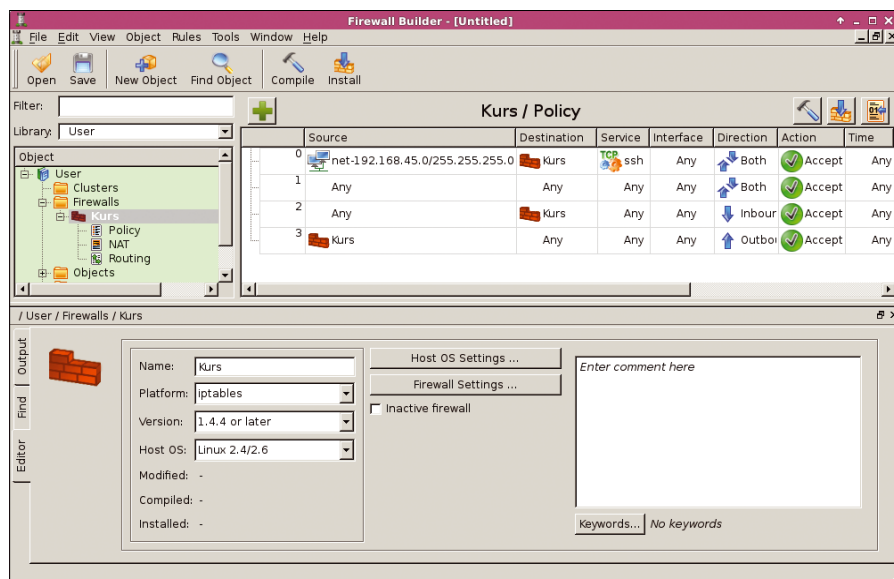 Firewall Builder - [Untitled]
File Edit View Object Rules Tools Window Help
Open Save New Object Find Object Compile Install
Filter:
Library: User
Kurs / Policy
Object
User
Clusters
Firewalls
Kurs
Policy
NAT
Routing
Objects
Source Destination Service Interface Direction Action Time
0 net-192.168.45.0/255.255.255.0 Kurs TCP ssh Any Both Accept Any
1 Any Any Any Any Both Accept Any
2 Any Kurs Any Any Inbour Accept Any
3 Kurs Any Any Any Outbou Accept Any
/ User / Firewalls / Kurs
Output
Find
Editor
Name: Kurs
Platform: iptables
Version: 1.4.4 or later
Host OS: Linux 2.4/2.6
Modified: -
Compiled: -
Installed: -
Host OS Settings ...
Firewall Settings ...
Inactive firewall
Enter comment here
Keywords... No keywords